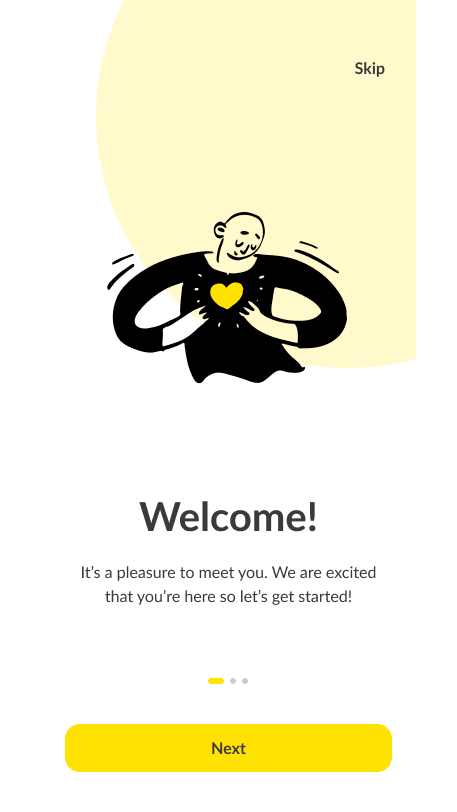 Skip
Welcome!
It’s a pleasure to meet you. We are excited
that you’re here so let’s get started!
Next